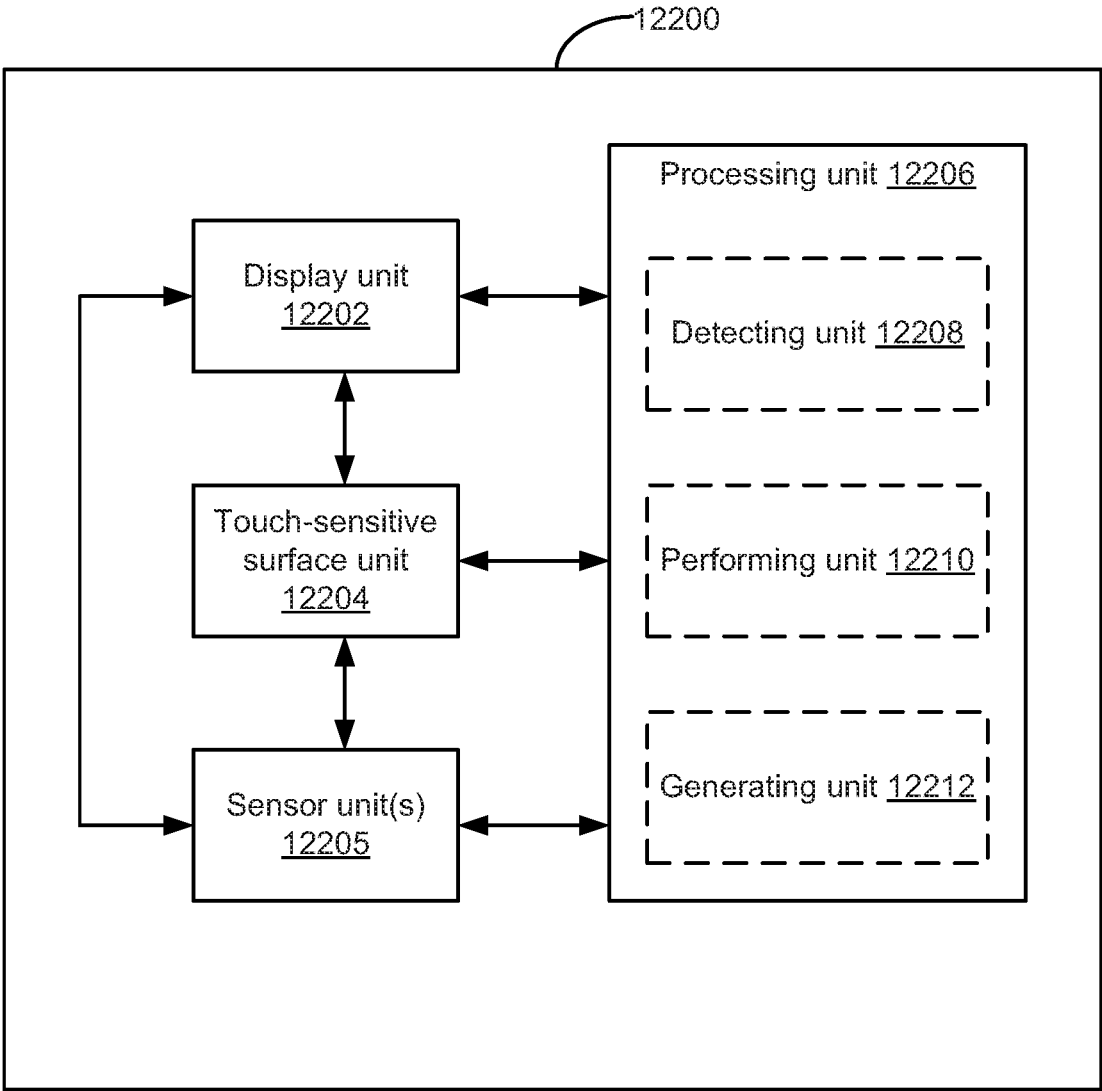 12200
Processing unit 12206
Display unit
12202
Detecting unit 12208
Touch-sensitive
surface unit
12204
Performing unit 12210
Sensor unit(s)
12205
Generating unit 12212